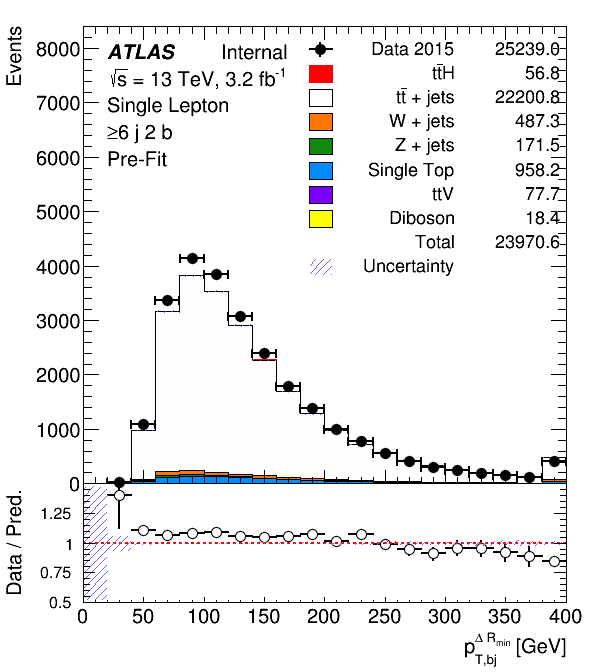 Events
8000
7000
6000
5000
4000
3000
2000
1000
0
ATLAS Internal
√s = 13 TeV, 3.2 fb⁻¹
Single Lepton
≥6 j 2 b
Pre-Fit
Data 2015 25239.0
tt̄H 56.8
tt̄ + jets 22200.8
W + jets 487.3
Z + jets 171.5
Single Top 958.2
ttV 77.7
Diboson 18.4
Total 23970.6
Uncertainty
Data / Pred.
1.25
1
0.75
0.5
0 50 100 150 200 250 300 350 400
p_{T,bj}^{Δ R_{min}} [GeV]